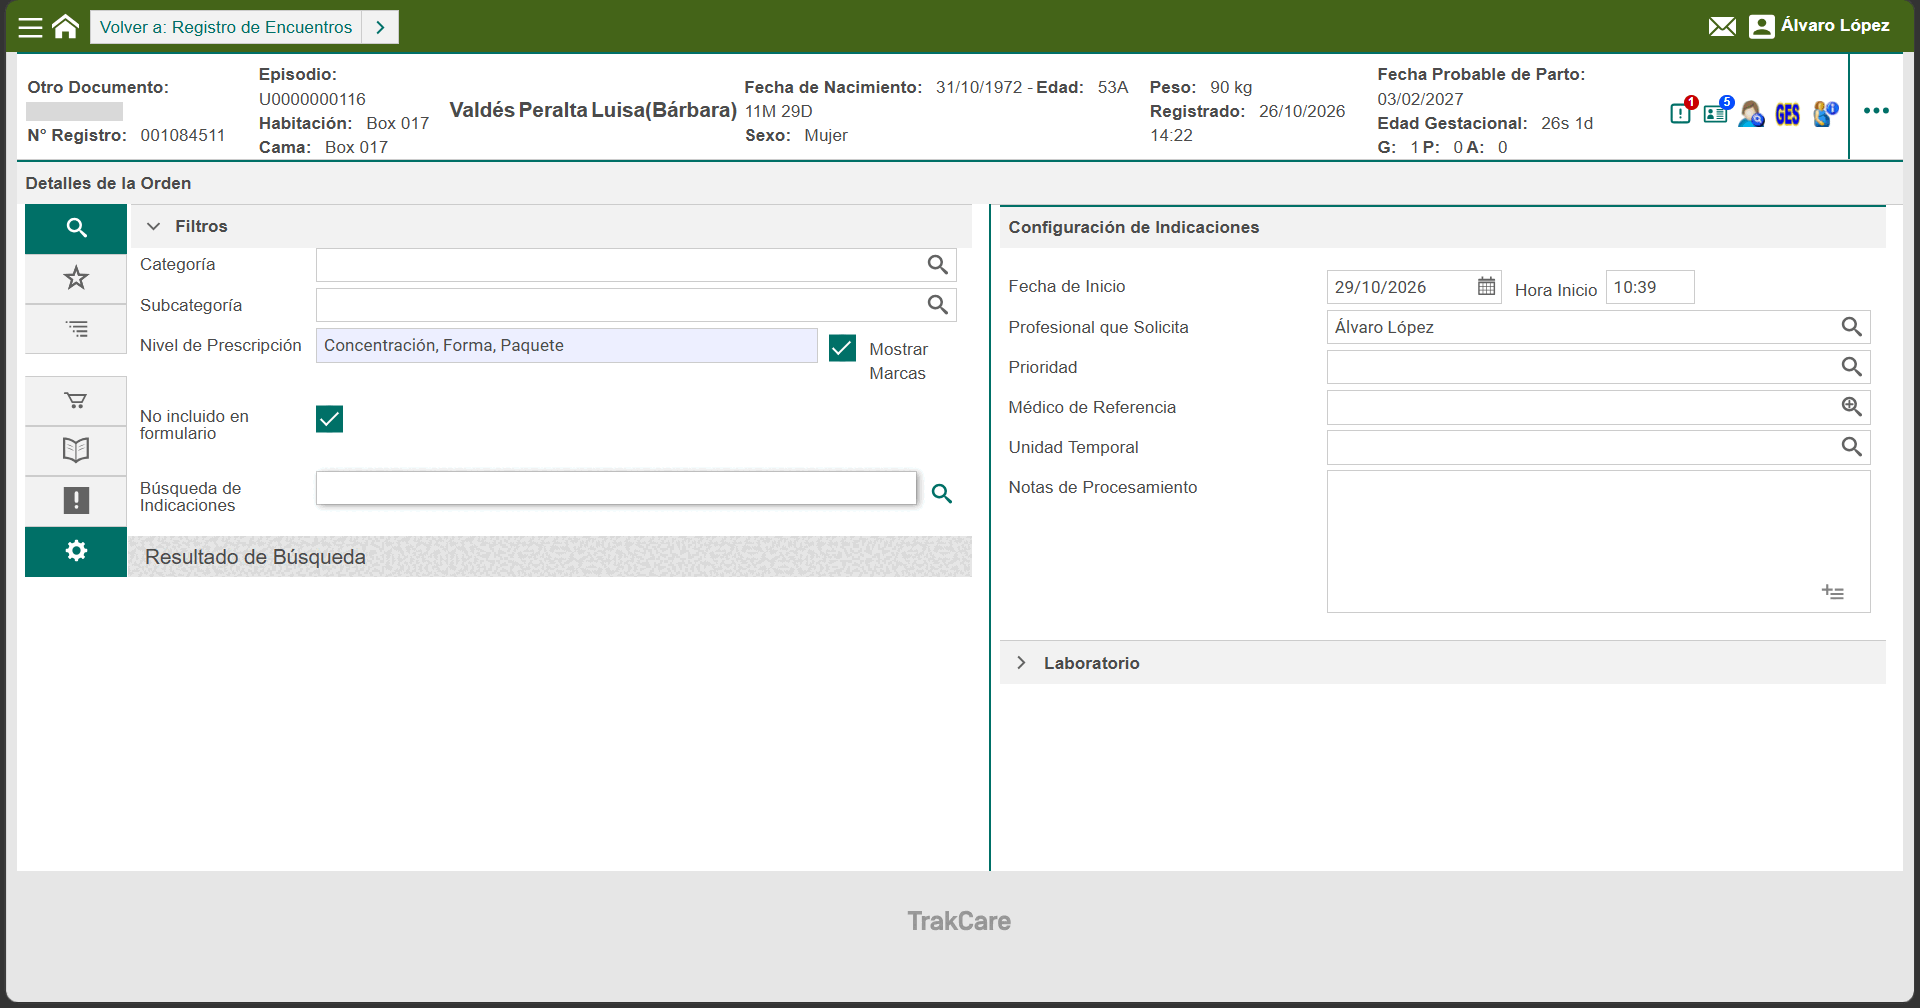 Volver a: Registro de Encuentros
Álvaro López
Otro Documento:
N° Registro: 001084511
Episodio:
U0000000116
Habitación: Box 017
Cama: Box 017
Valdés Peralta Luisa(Bárbara)
Fecha de Nacimiento: 31/10/1972 - Edad: 53A
11M 29D
Sexo: Mujer
Peso: 90 kg
Registrado: 26/10/2026
14:22
Fecha Probable de Parto:
03/02/2027
Edad Gestacional: 26s 1d
G: 1 P: 0 A: 0
1
5
GES
Detalles de la Orden
Filtros
Categoría
Subcategoría
Nivel de Prescripción Concentración, Forma, Paquete
Mostrar
Marcas
No incluido en
formulario
Búsqueda de
Indicaciones
Resultado de Búsqueda
Configuración de Indicaciones
Fecha de Inicio 29/10/2026 Hora Inicio 10:39
Profesional que Solicita Álvaro López
Prioridad
Médico de Referencia
Unidad Temporal
Notas de Procesamiento
Laboratorio
TrakCare